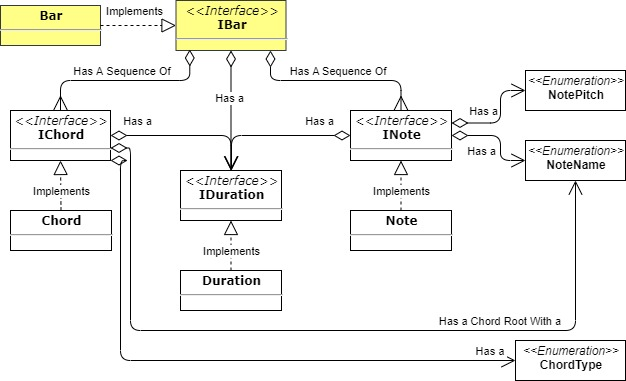 Bar
Implements
<<Interface>>
IBar
Has A Sequence Of
Has a
Has A Sequence Of
<<Interface>>
IChord
Has a
Has a
<<Interface>>
INote
Has a
Has a
<<Enumeration>>
NotePitch
<<Enumeration>>
NoteName
Implements
<<Interface>>
IDuration
Implements
Chord
Implements
Note
Duration
Has a Chord Root With a
Has a
<<Enumeration>>
ChordType